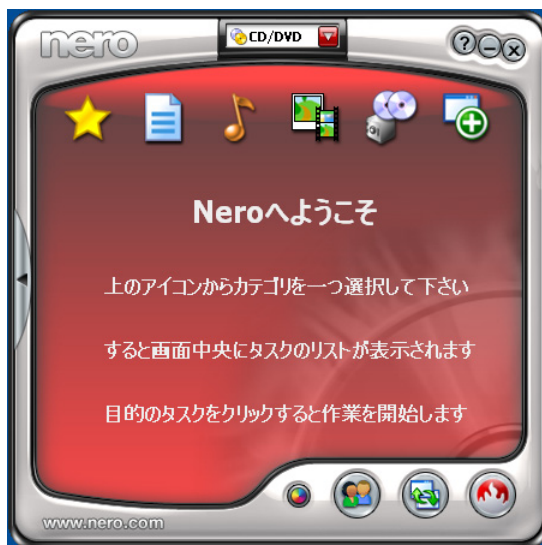 nero
CD/DVD
?
Neroへようこそ
上のアイコンからカテゴリを一つ選択して下さい
すると画面中央にタスクのリストが表示されます
目的のタスクをクリックすると作業を開始します
www.nero.com